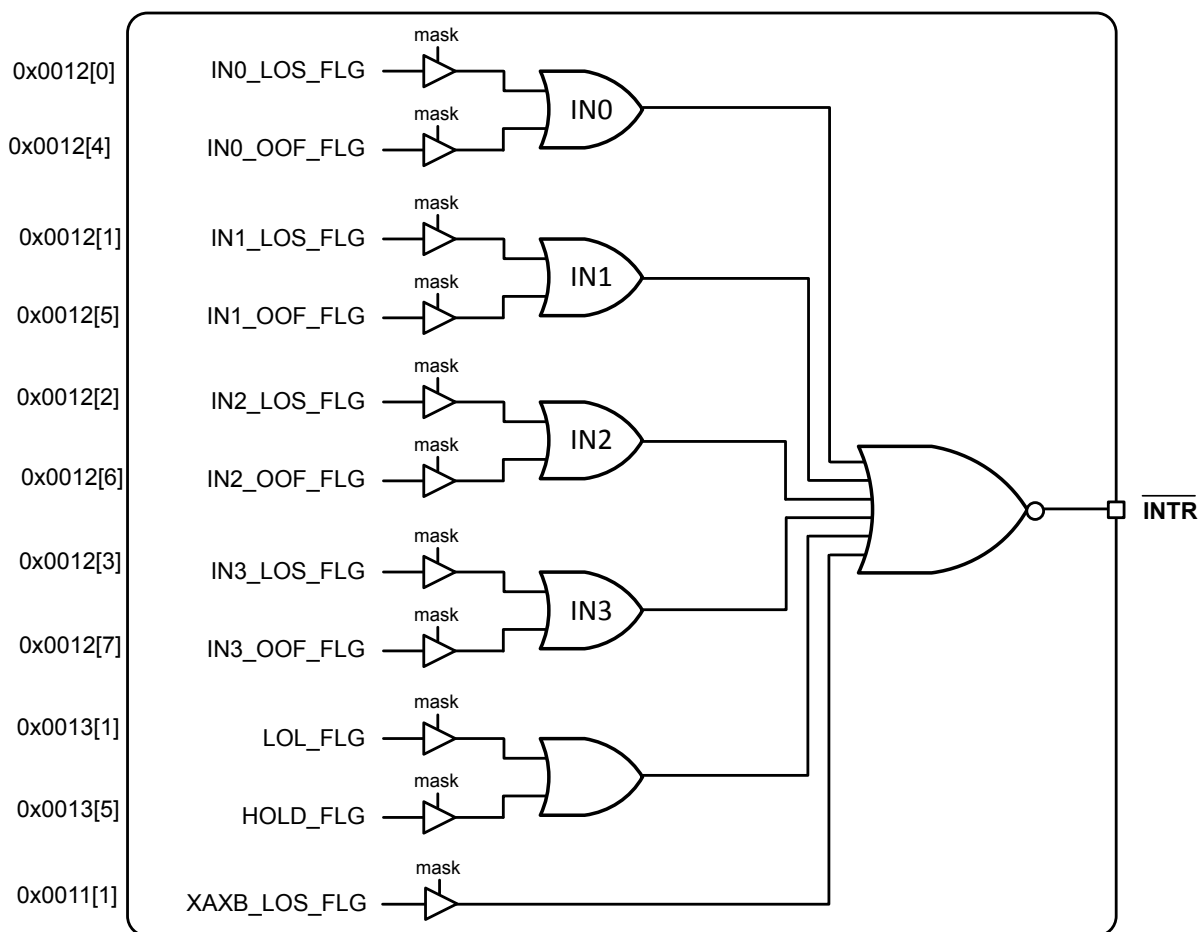 mask
0x0012[0] IN0_LOS_FLG
IN0
mask
0x0012[4] IN0_OOF_FLG
mask
0x0012[1] IN1_LOS_FLG
IN1
mask
0x0012[5] IN1_OOF_FLG
mask
0x0012[2] IN2_LOS_FLG
IN2
mask
0x0012[6] IN2_OOF_FLG
INTR
mask
0x0012[3] IN3_LOS_FLG
IN3
mask
0x0012[7] IN3_OOF_FLG
mask
0x0013[1] LOL_FLG
mask
0x0013[5] HOLD_FLG
mask
0x0011[1] XAXB_LOS_FLG